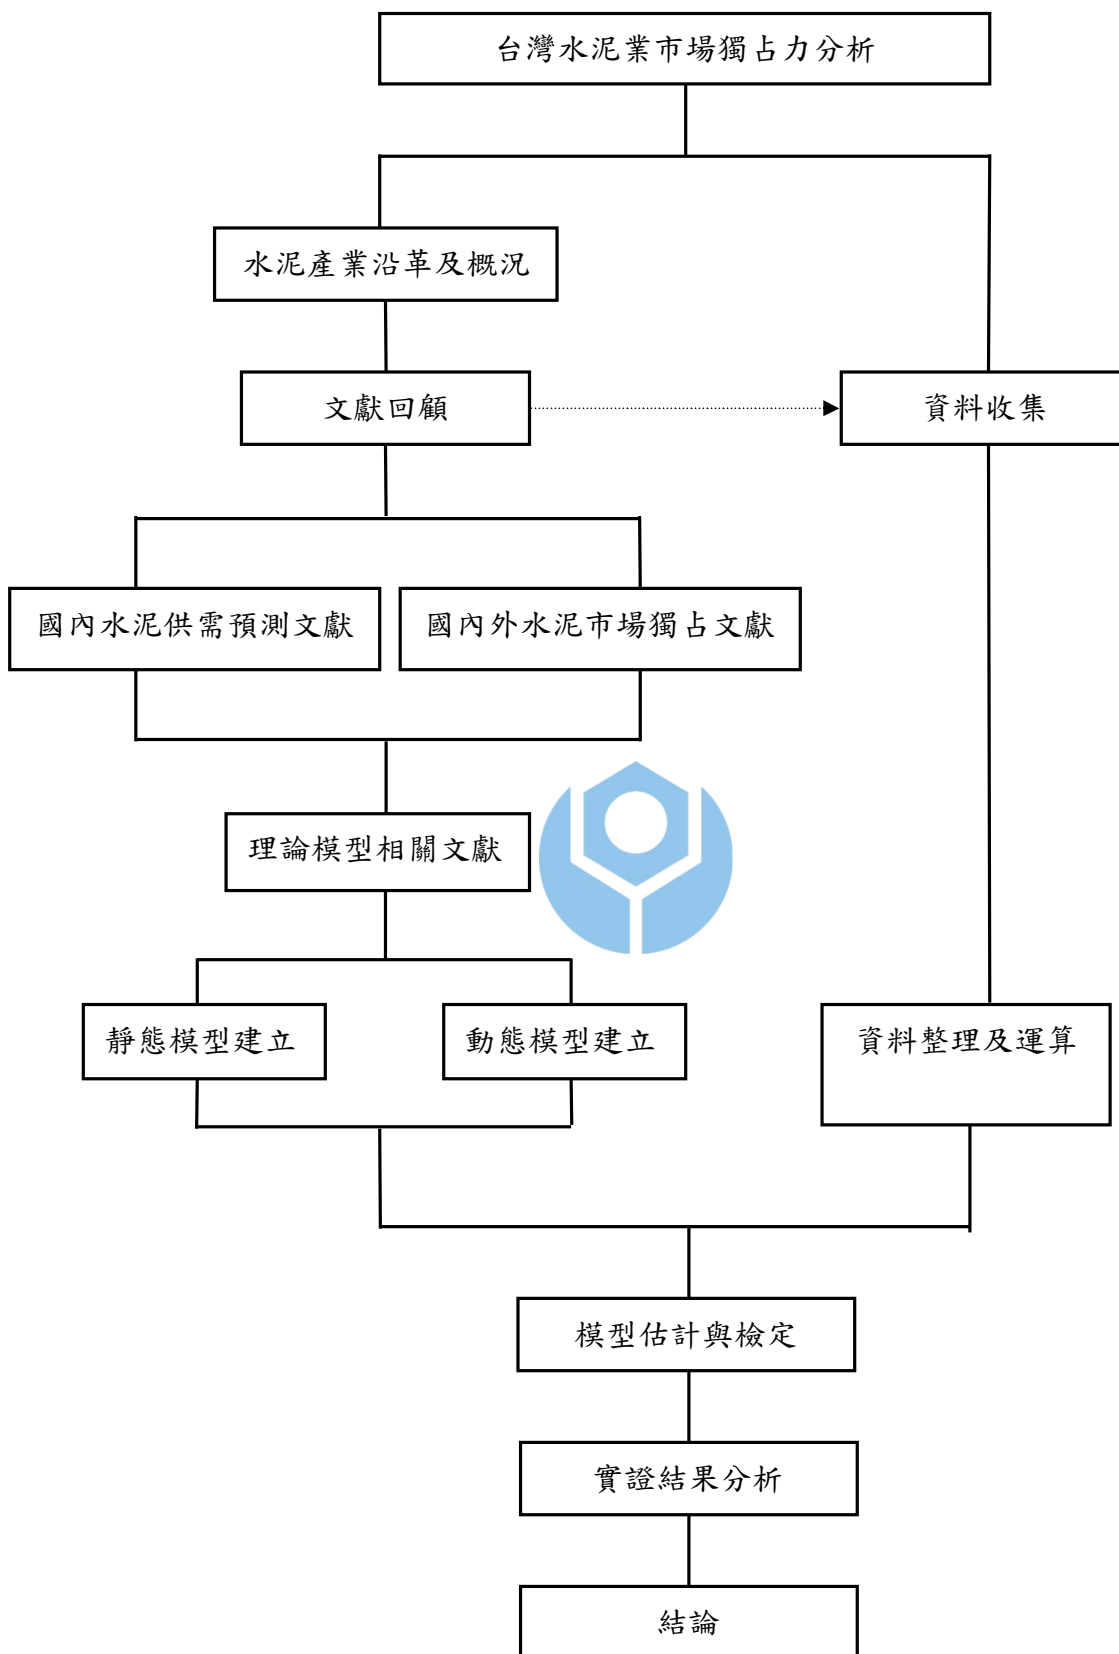 台灣水泥業市場獨占力分析
水泥產業沿革及概況
文獻回顧
資料收集
國內水泥供需預測文獻
國內外水泥市場獨占文獻
理論模型相關文獻
靜態模型建立
動態模型建立
資料整理及運算
模型估計與檢定
實證結果分析
結論